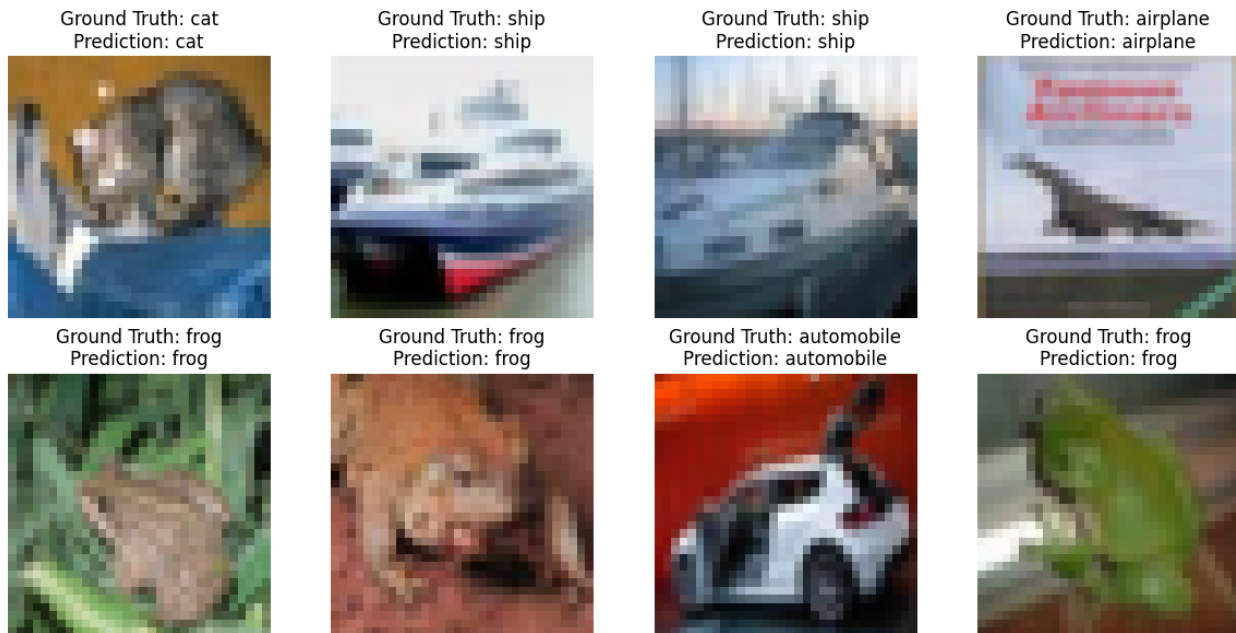 Ground Truth: cat
Prediction: cat
Ground Truth: ship
Prediction: ship
Ground Truth: ship
Prediction: ship
Ground Truth: airplane
Prediction: airplane
Ground Truth: frog
Prediction: frog
Ground Truth: frog
Prediction: frog
Ground Truth: automobile
Prediction: automobile
Ground Truth: frog
Prediction: frog